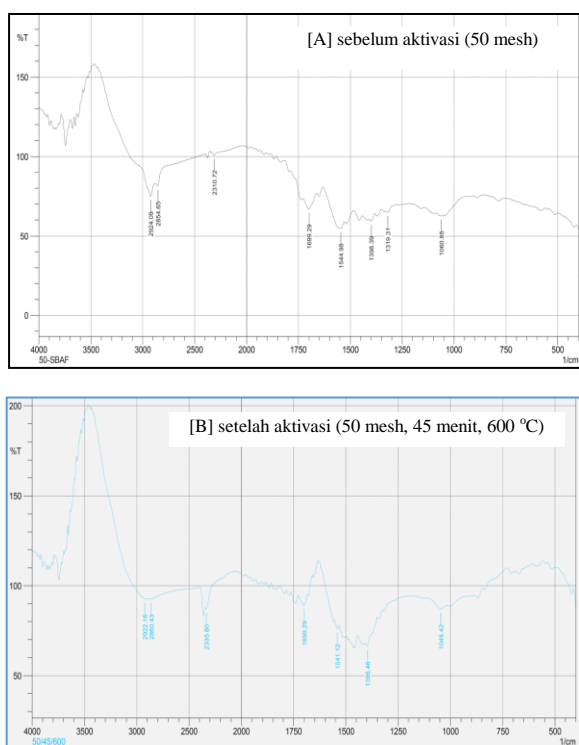 [A] sebelum aktivasi (50 mesh)
%T
150
100
50
0
2924.09
2854.65
2310.72
1699.29
1544.98
1398.39
1319.31
1060.85
4000 3500 3000 2500 2000 1750 1500 1250 1000 750 500
50-SBAF 1/cm
[B] setelah aktivasi (50 mesh, 45 menit, 600 °C)
200
%T
150
100
50
2922.16
2860.43
2335.80
1699.29
1541.12
1396.46
1045.42
4000 3500 3000 2500 2000 1750 1500 1250 1000 750 500
50/45/600 1/cm